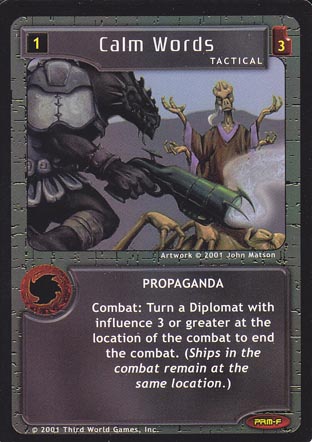 1
Calm Words
3
TACTICAL
Artwork © 2001 John Matson
PROPAGANDA
Combat: Turn a Diplomat with
influence 3 or greater at the
location of the combat to end
the combat. (Ships in the
combat remain at the
same location.)
PRM-F
© 2001 Third World Games, Inc.